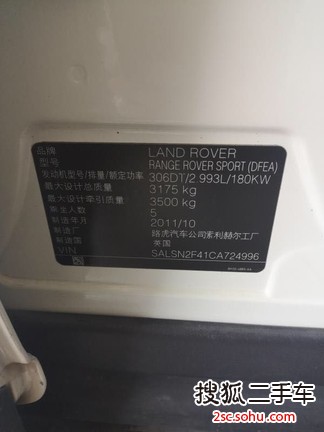 品牌 LAND ROVER
型号 RANGE ROVER SPORT (DFEA)
发动机型号/排量/额定功率 306DT/2.993L/180KW
最大设计总质量 3175 kg
最大设计牵引质量 3500 kg
乘坐人数 5
制造年月 2011/10
制造厂 路虎汽车公司索利赫尔工厂
制造国 英国
VIN SALSN2F41CA724996
搜狐二手车
2sc.sohu.com